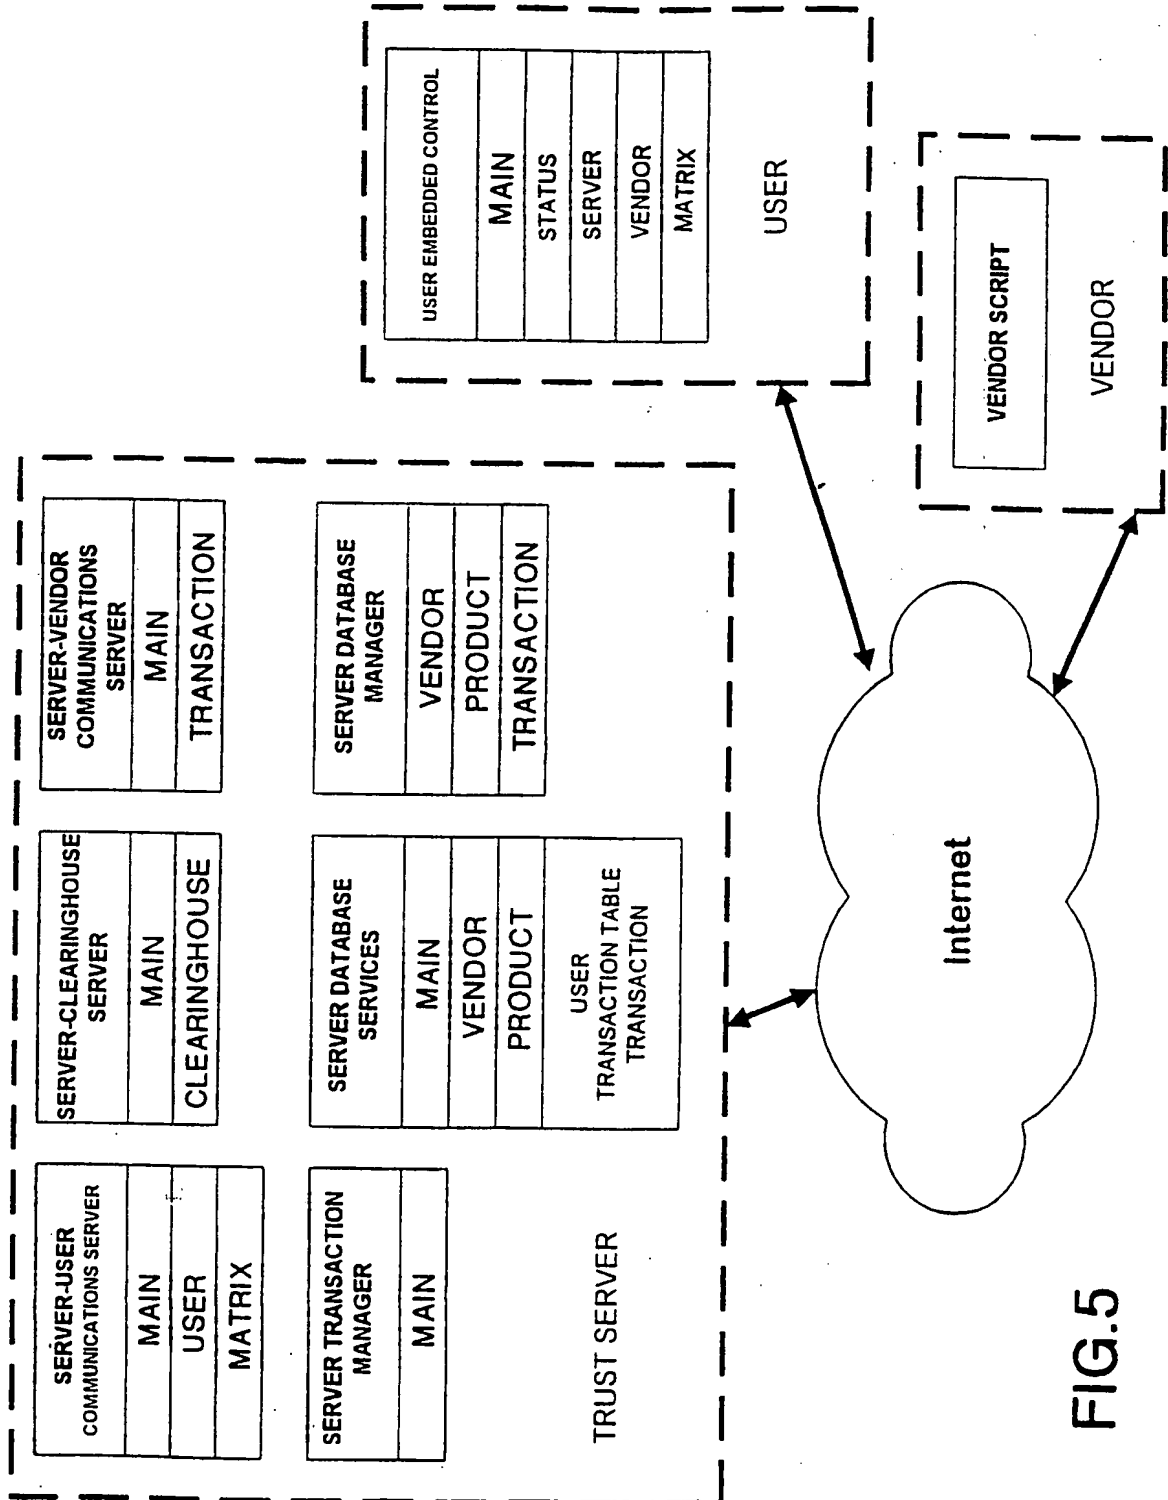 SERVER-USER
COMMUNICATIONS SERVER
MAIN
USER
MATRIX
SERVER-CLEARINGHOUSE
SERVER
MAIN
CLEARINGHOUSE
SERVER-VENDOR
COMMUNICATIONS
SERVER
MAIN
TRANSACTION
SERVER TRANSACTION
MANAGER
MAIN
SERVER DATABASE
SERVICES
MAIN
VENDOR
PRODUCT
USER
TRANSACTION TABLE
TRANSACTION
SERVER DATABASE
MANAGER
VENDOR
PRODUCT
TRANSACTION
TRUST SERVER
USER EMBEDDED CONTROL
MAIN
STATUS
SERVER
VENDOR
MATRIX
USER
Internet
VENDOR SCRIPT
VENDOR
FIG.5